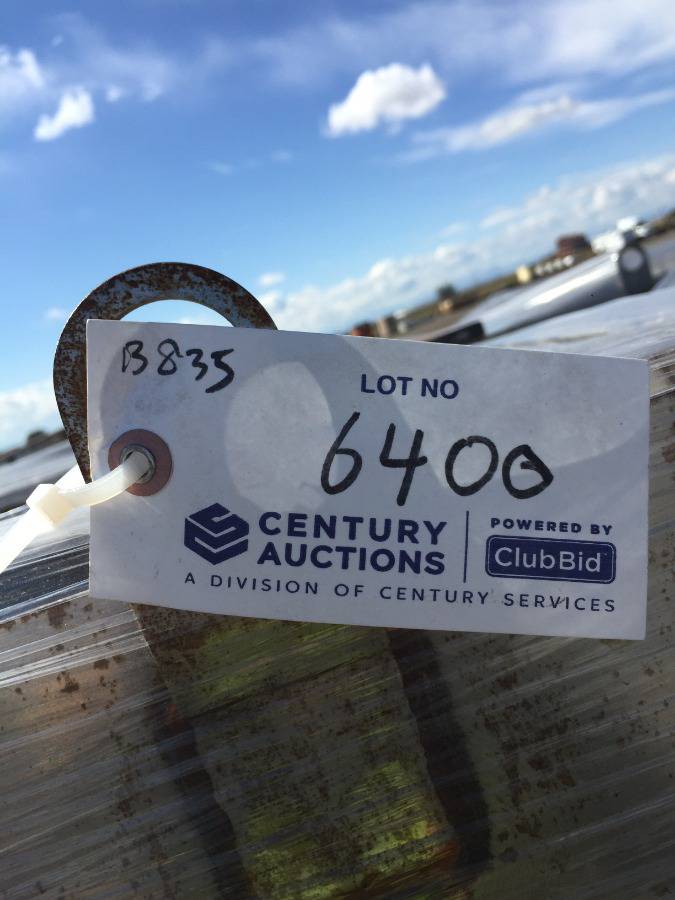 B835
LOT NO
6400
CENTURY AUCTIONS
POWERED BY
ClubBid
A DIVISION OF CENTURY SERVICES